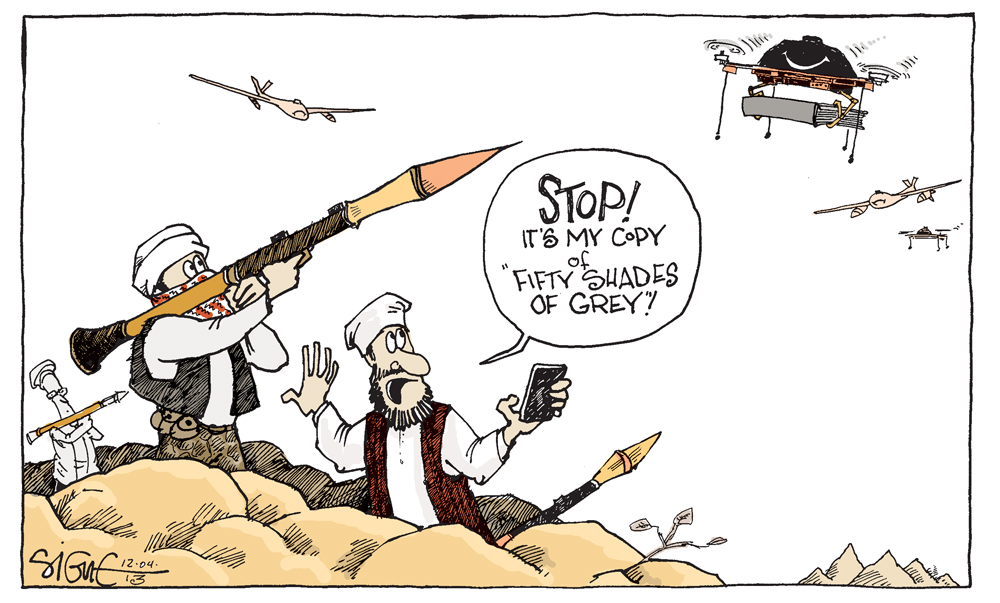 STOP!
IT'S MY COPY
of
"FIFTY SHADES
OF GREY"!
SIGNE
12.04.
13